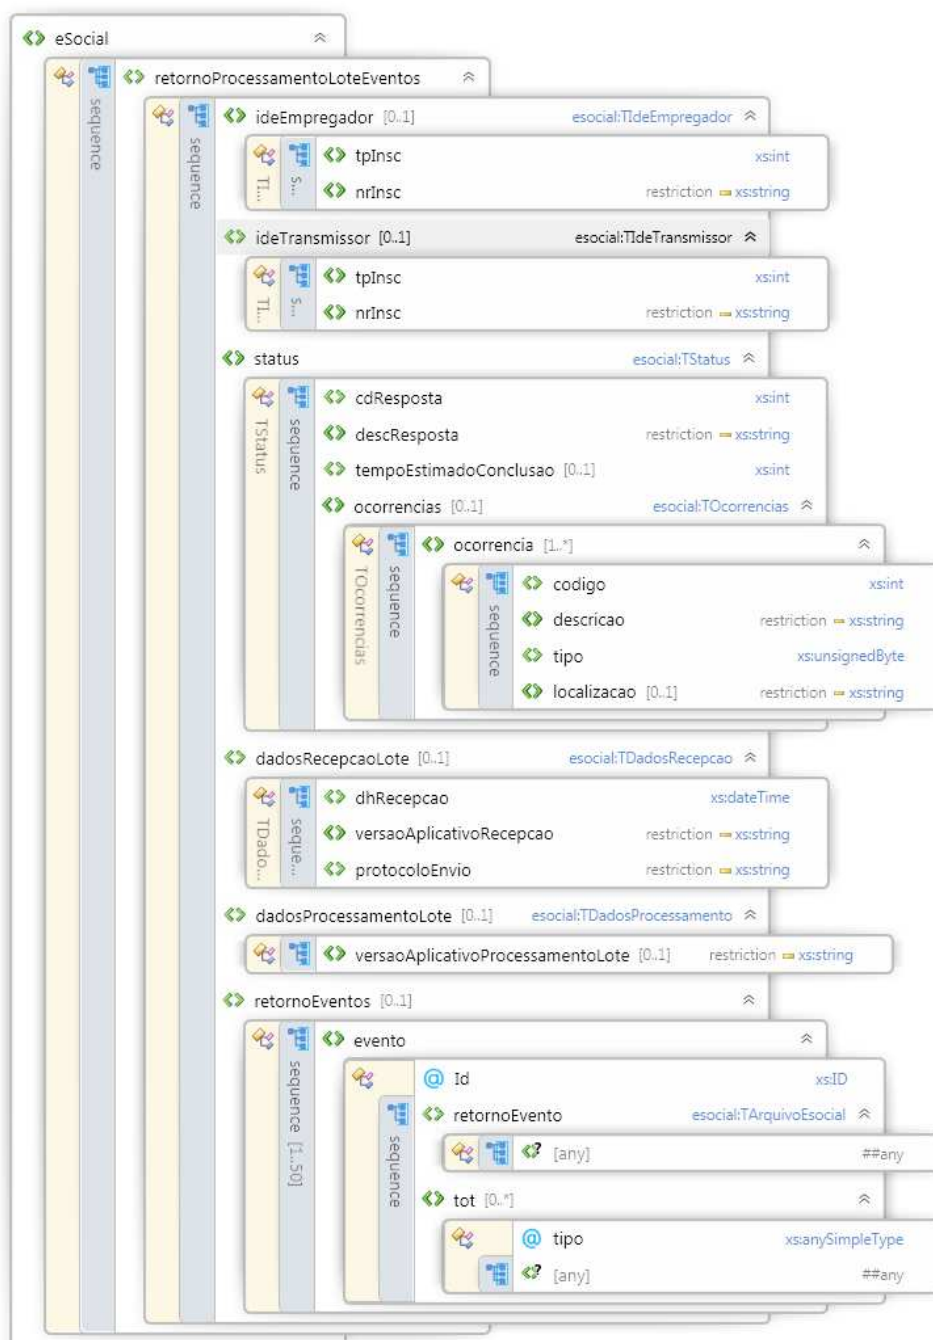 eSocial
sequence
retornoProcessamentoLoteEventos
sequence
ideEmpregador [0..1] esocial:TIdeEmpregador
TI... s... tpInsc xs:int
nrInsc restriction xs:string
ideTransmissor [0..1] esocial:TIdeTransmissor
TI... s... tpInsc xs:int
nrInsc restriction xs:string
status esocial:TStatus
TStatus
sequence
cdResposta xs:int
descResposta restriction xs:string
tempoEstimadoConclusao [0..1] xs:int
ocorrencias [0..1] esocial:TOcorrencias
TOcorrencias
sequence
ocorrencia [1..*]
sequence
codigo xs:int
descricao restriction xs:string
tipo xs:unsignedByte
localizacao [0..1] restriction xs:string
dadosRecepcaoLote [0..1] esocial:TDadosRecepcao
TDado...
seque...
dhRecepcao xs:dateTime
versaoAplicativoRecepcao restriction xs:string
protocoloEnvio restriction xs:string
dadosProcessamentoLote [0..1] esocial:TDadosProcessamento
versaoAplicativoProcessamentoLote [0..1] restriction xs:string
retornoEventos [0..1]
sequence [1..50]
evento
@ Id xs:ID
sequence
retornoEvento esocial:TArquivoEsocial
[any] ##any
tot [0..*]
@ tipo xs:anySimpleType
[any] ##any